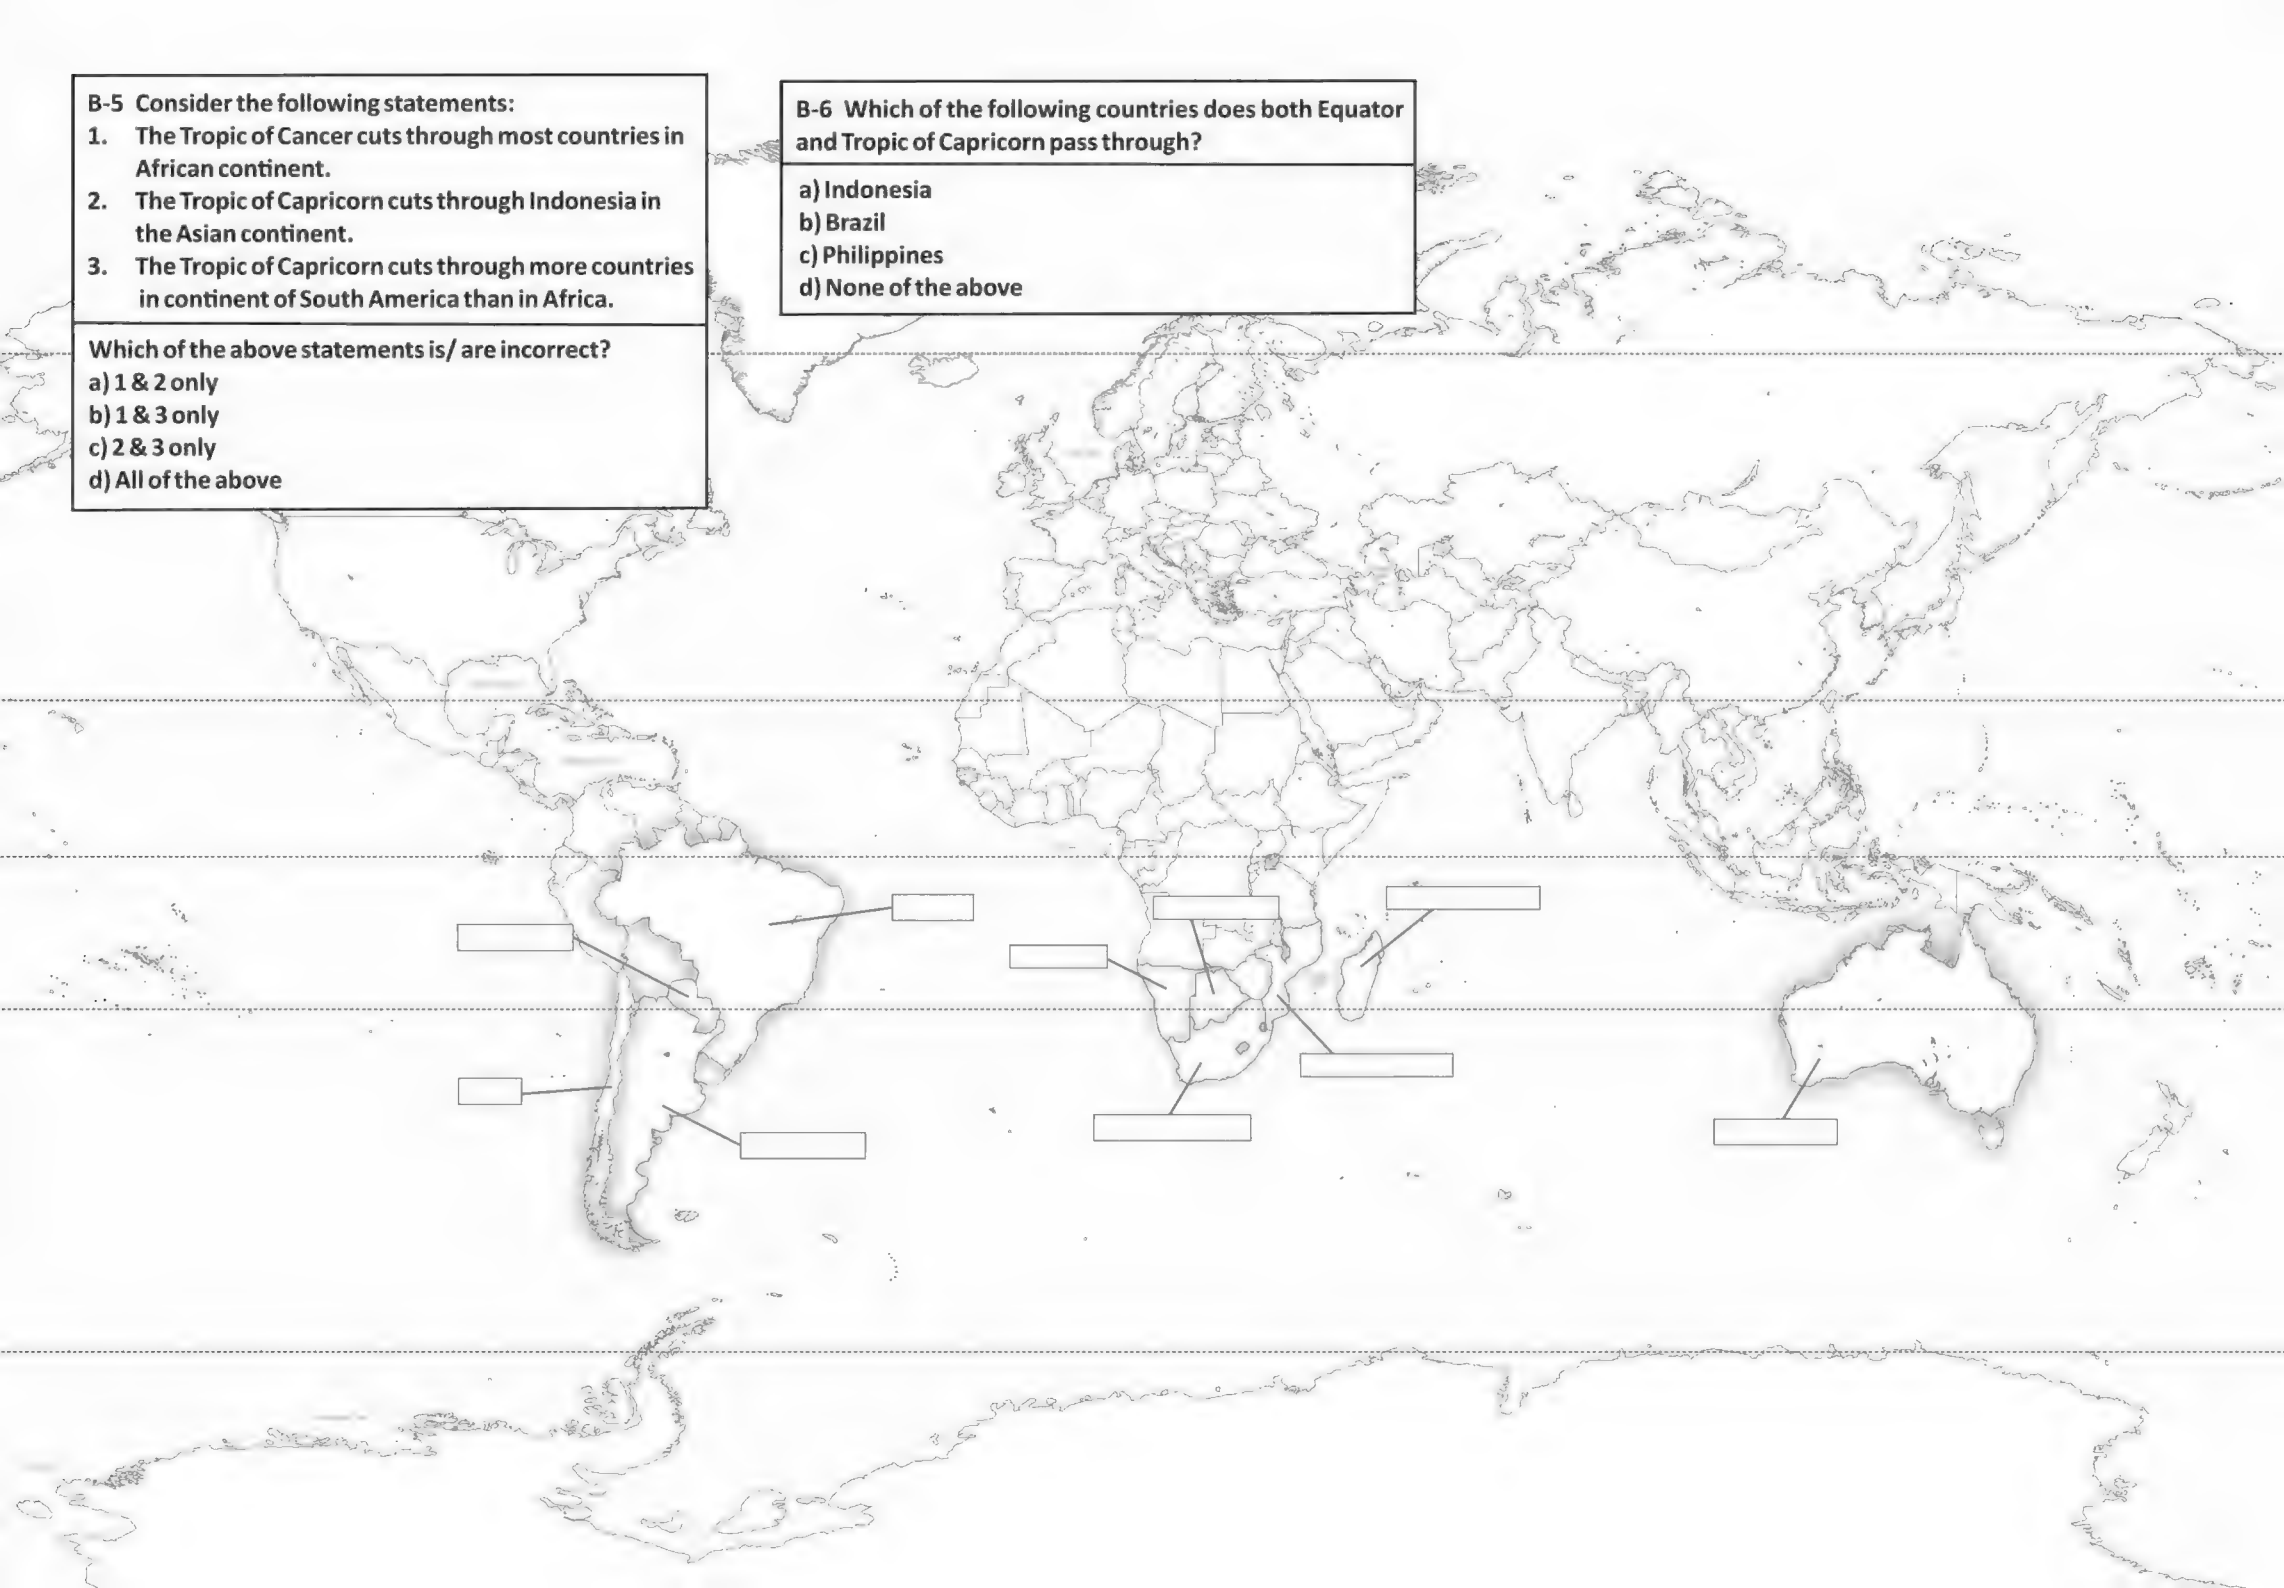 B-5 Consider the following statements:
1. The Tropic of Cancer cuts through most countries in
African continent.
2. The Tropic of Capricorn cuts through Indonesia in
the Asian continent.
3. The Tropic of Capricorn cuts through more countries
in continent of South America than in Africa.
Which of the above statements is/ are incorrect?
a) 1 & 2 only
b) 1 & 3 only
c) 2 & 3 only
d) All of the above
B-6 Which of the following countries does both Equator
and Tropic of Capricorn pass through?
a) Indonesia
b) Brazil
c) Philippines
d) None of the above